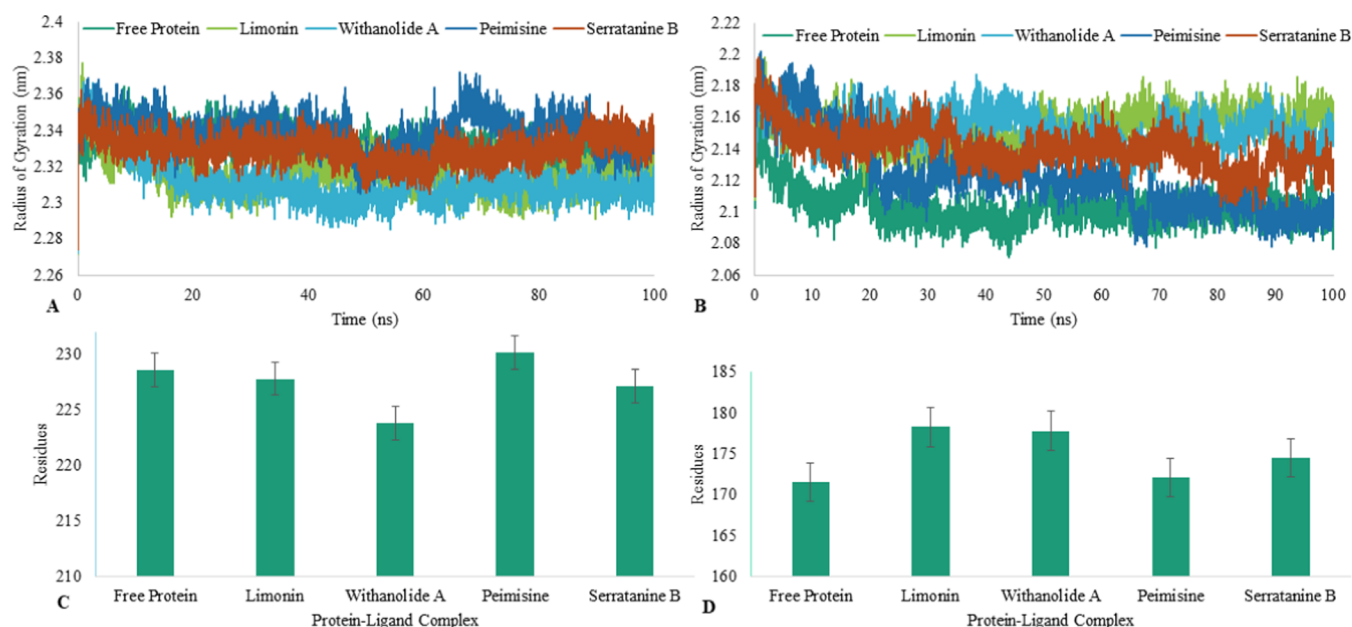 Free Protein Limonin Withanolide A Peimisine Serratanine B
Radius of Gyration (nm)
2.4
2.38
2.36
2.34
2.32
2.3
2.28
2.26
0 20 40 60 80 100
A
Time (ns)
Free Protein Limonin Withanolide A Peimisine Serratanine B
Radius of Gyration (nm)
2.22
2.2
2.18
2.16
2.14
2.12
2.1
2.08
2.06
0 10 20 30 40 50 60 70 80 90 100
B
Time (ns)
Residues
230
225
220
215
210
Free Protein Limonin Withanolide A Peimisine Serratanine B
C
Protein-Ligand Complex
Residues
185
180
175
170
165
160
Free Protein Limonin Withanolide A Peimisine Serratanine B
D
Protein-Ligand Complex